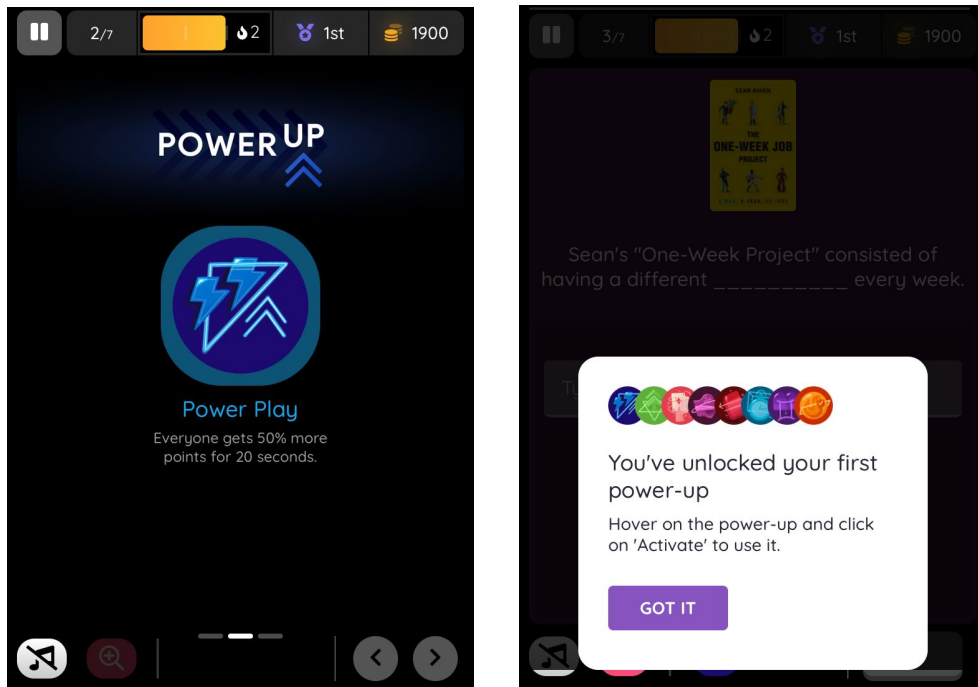 2/7
2
1st
1900
POWER UP
Power Play
Everyone gets 50% more
points for 20 seconds.
3/7
2
1st
1900
SEAN AIKEN
THE
ONE-WEEK JOB
PROJECT
Sean's "One-Week Project" consisted of
having a different __________ every week.
Ty
You've unlocked your first
power-up
Hover on the power-up and click
on 'Activate' to use it.
GOT IT